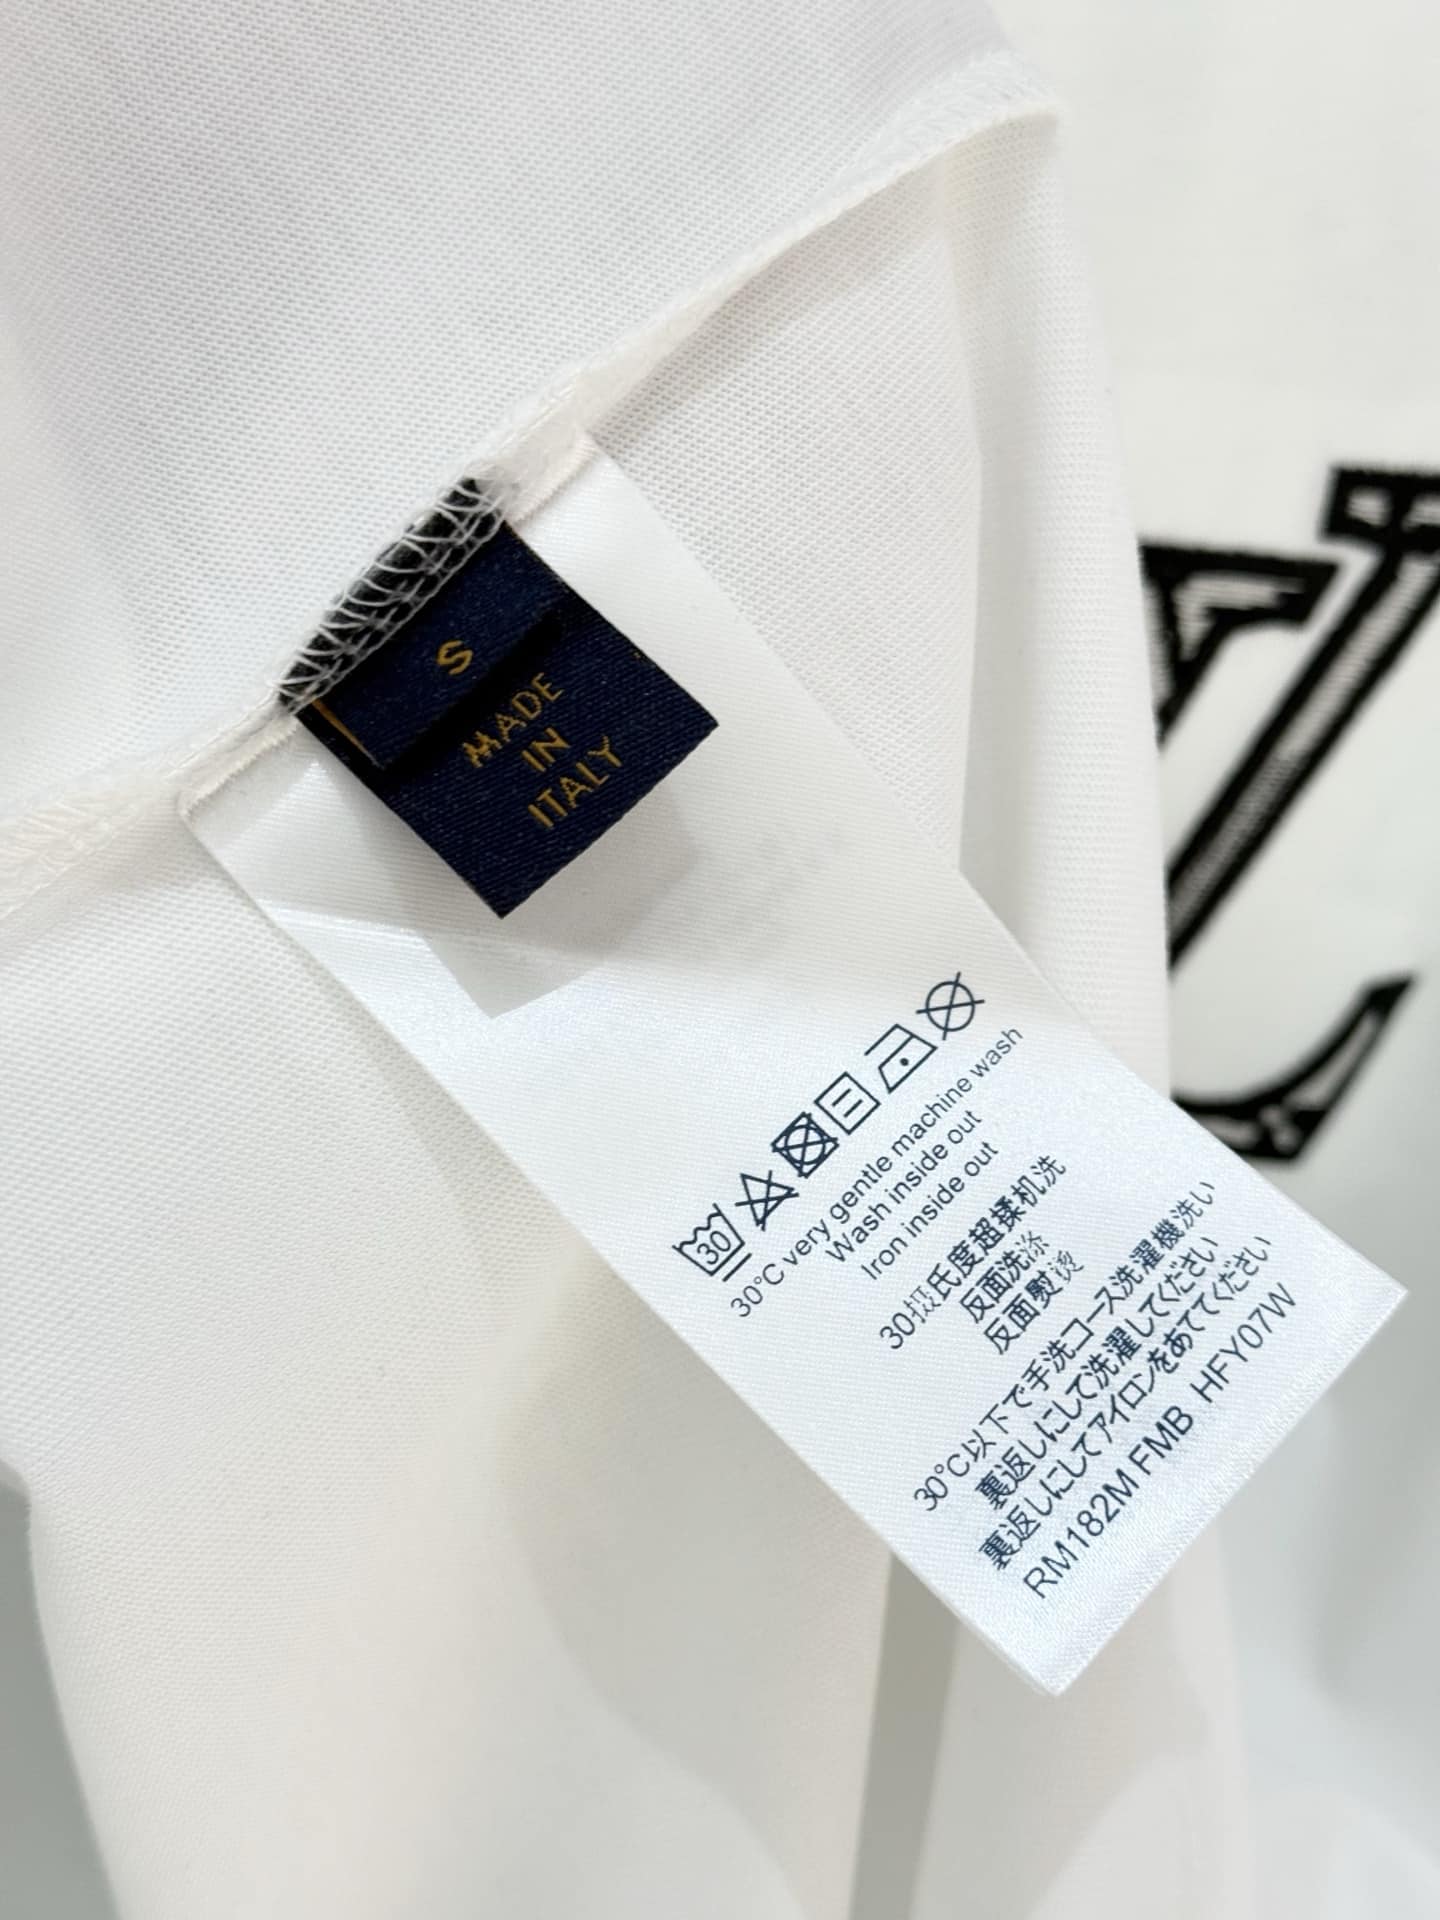 S
MADE
IN
ITALY
30
30°C very gentle machine wash
Wash inside out
Iron inside out
30摄氏度超揉机洗
反面洗涤
反面熨烫
30°C以下で手洗コース洗濯機洗い
裏返しにして洗濯してください
裏返しにしてアイロンをあててください
RM182M FMB HFY07W